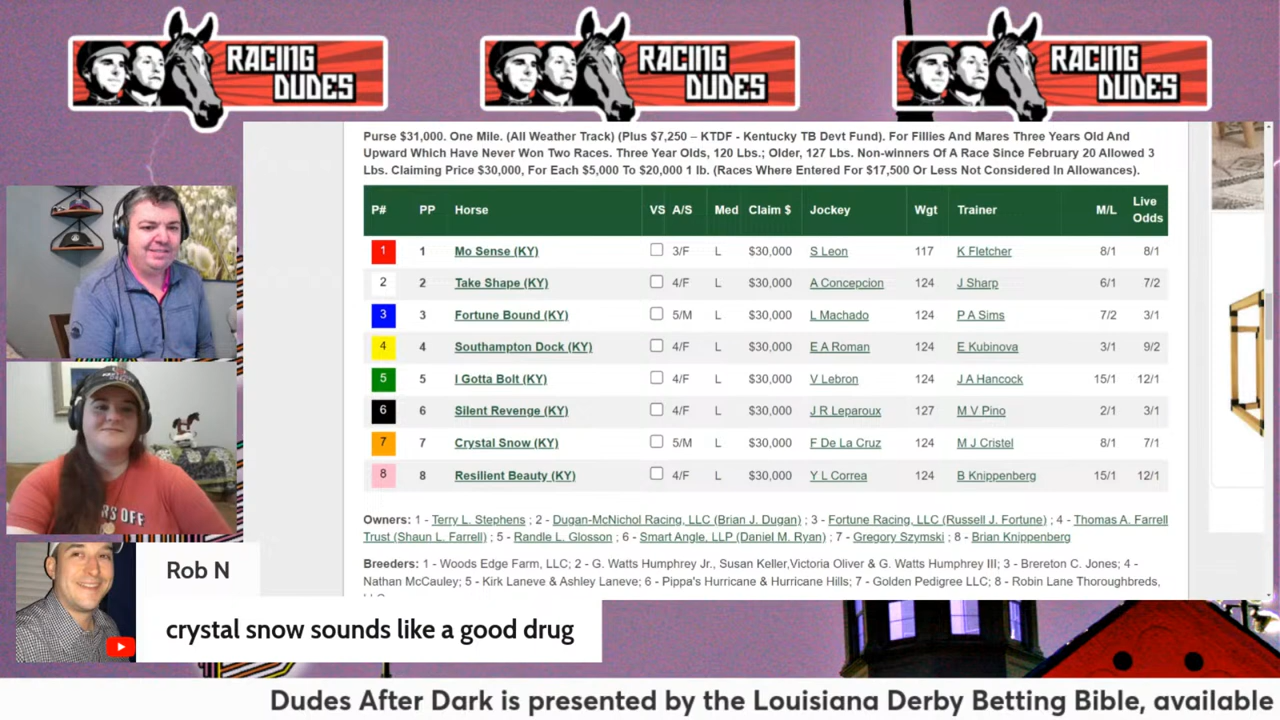 RACING
DUDES
RACING
DUDES
RACING
DUDES
Purse $31,000. One Mile. (All Weather Track) (Plus $7,250 – KTDF - Kentucky TB Devt Fund). For Fillies And Mares Three Years Old And
Upward Which Have Never Won Two Races. Three Year Olds, 120 Lbs.; Older, 127 Lbs. Non-winners Of A Race Since February 20 Allowed 3
Lbs. Claiming Price $30,000, For Each $5,000 To $20,000 1 lb. (Races Where Entered For $17,500 Or Less Not Considered In Allowances).
P# PP Horse VS A/S Med Claim $ Jockey Wgt Trainer M/L Live Odds
1 1 Mo Sense (KY) 3/F L $30,000 S Leon 117 K Fletcher 8/1 8/1
2 2 Take Shape (KY) 4/F L $30,000 A Concepcion 124 J Sharp 6/1 7/2
3 3 Fortune Bound (KY) 5/M L $30,000 L Machado 124 P A Sims 7/2 3/1
4 4 Southampton Dock (KY) 4/F L $30,000 E A Roman 124 E Kubinova 3/1 9/2
5 5 I Gotta Bolt (KY) 4/F L $30,000 V Lebron 124 J A Hancock 15/1 12/1
6 6 Silent Revenge (KY) 4/F L $30,000 J R Leparoux 127 M V Pino 2/1 3/1
7 7 Crystal Snow (KY) 5/M L $30,000 F De La Cruz 124 M J Cristel 8/1 7/1
8 8 Resilient Beauty (KY) 4/F L $30,000 Y L Correa 124 B Knippenberg 15/1 12/1
Owners: 1 - Terry L. Stephens ; 2 - Dugan-McNichol Racing, LLC (Brian J. Dugan) ; 3 - Fortune Racing, LLC (Russell J. Fortune) ; 4 - Thomas A. Farrell
Trust (Shaun L. Farrell) ; 5 - Randle L. Glosson ; 6 - Smart Angle, LLP (Daniel M. Ryan) ; 7 - Gregory Szymski ; 8 - Brian Knippenberg
Breeders: 1 - Woods Edge Farm, LLC; 2 - G. Watts Humphrey Jr., Susan Keller,Victoria Oliver & G. Watts Humphrey III; 3 - Brereton C. Jones; 4 -
Nathan McCauley; 5 - Kirk Laneve & Ashley Laneve; 6 - Pippa's Hurricane & Hurricane Hills; 7 - Golden Pedigree LLC; 8 - Robin Lane Thoroughbreds,
RS OFF
Rob N
crystal snow sounds like a good drug
Dudes After Dark is presented by the Louisiana Derby Betting Bible, available